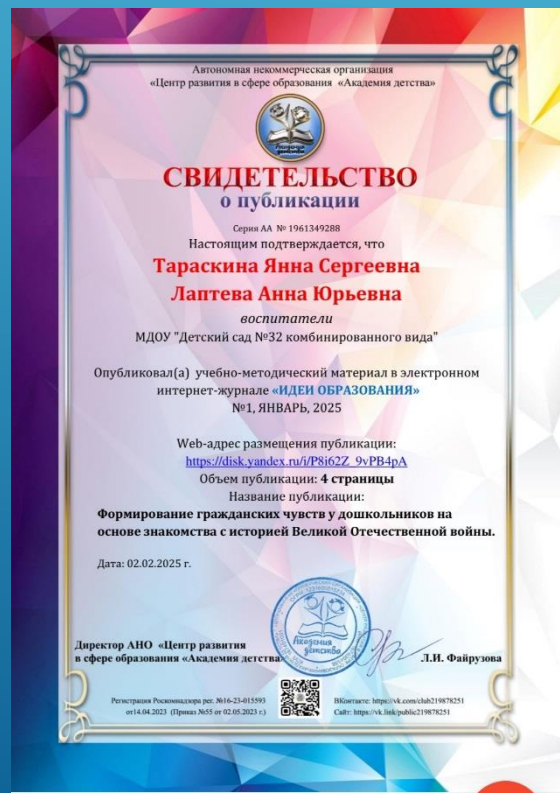 Автономная некоммерческая организация
«Центр развития в сфере образования «Академия детства»
Академия
детства
СВИДЕТЕЛЬСТВО
о публикации
Серия АА № 1961349288
Настоящим подтверждается, что
Тараскина Янна Сергеевна
Лаптева Анна Юрьевна
воспитатели
МДОУ "Детский сад №32 комбинированного вида"
Опубликовал(а) учебно-методический материал в электронном
интернет-журнале «ИДЕИ ОБРАЗОВАНИЯ»
№1, ЯНВАРЬ, 2025
Web-адрес размещения публикации:
https://disk.yandex.ru/i/P8i62Z_9vPB4pA
Объем публикации: 4 страницы
Название публикации:
Формирование гражданских чувств у дошкольников на
основе знакомства с историей Великой Отечественной войны.
Дата: 02.02.2025 г.
Академия
детства
Директор АНО «Центр развития
в сфере образования «Академия детства»
Л.И. Файрузова
Регистрация Роскомнадзора рег. №16-23-015593
от14.04.2023 (Приказ №55 от 02.05.2023 г.)
ВКонтакте: https://vk.com/club219878251
Сайт: https://vk.link/public219878251